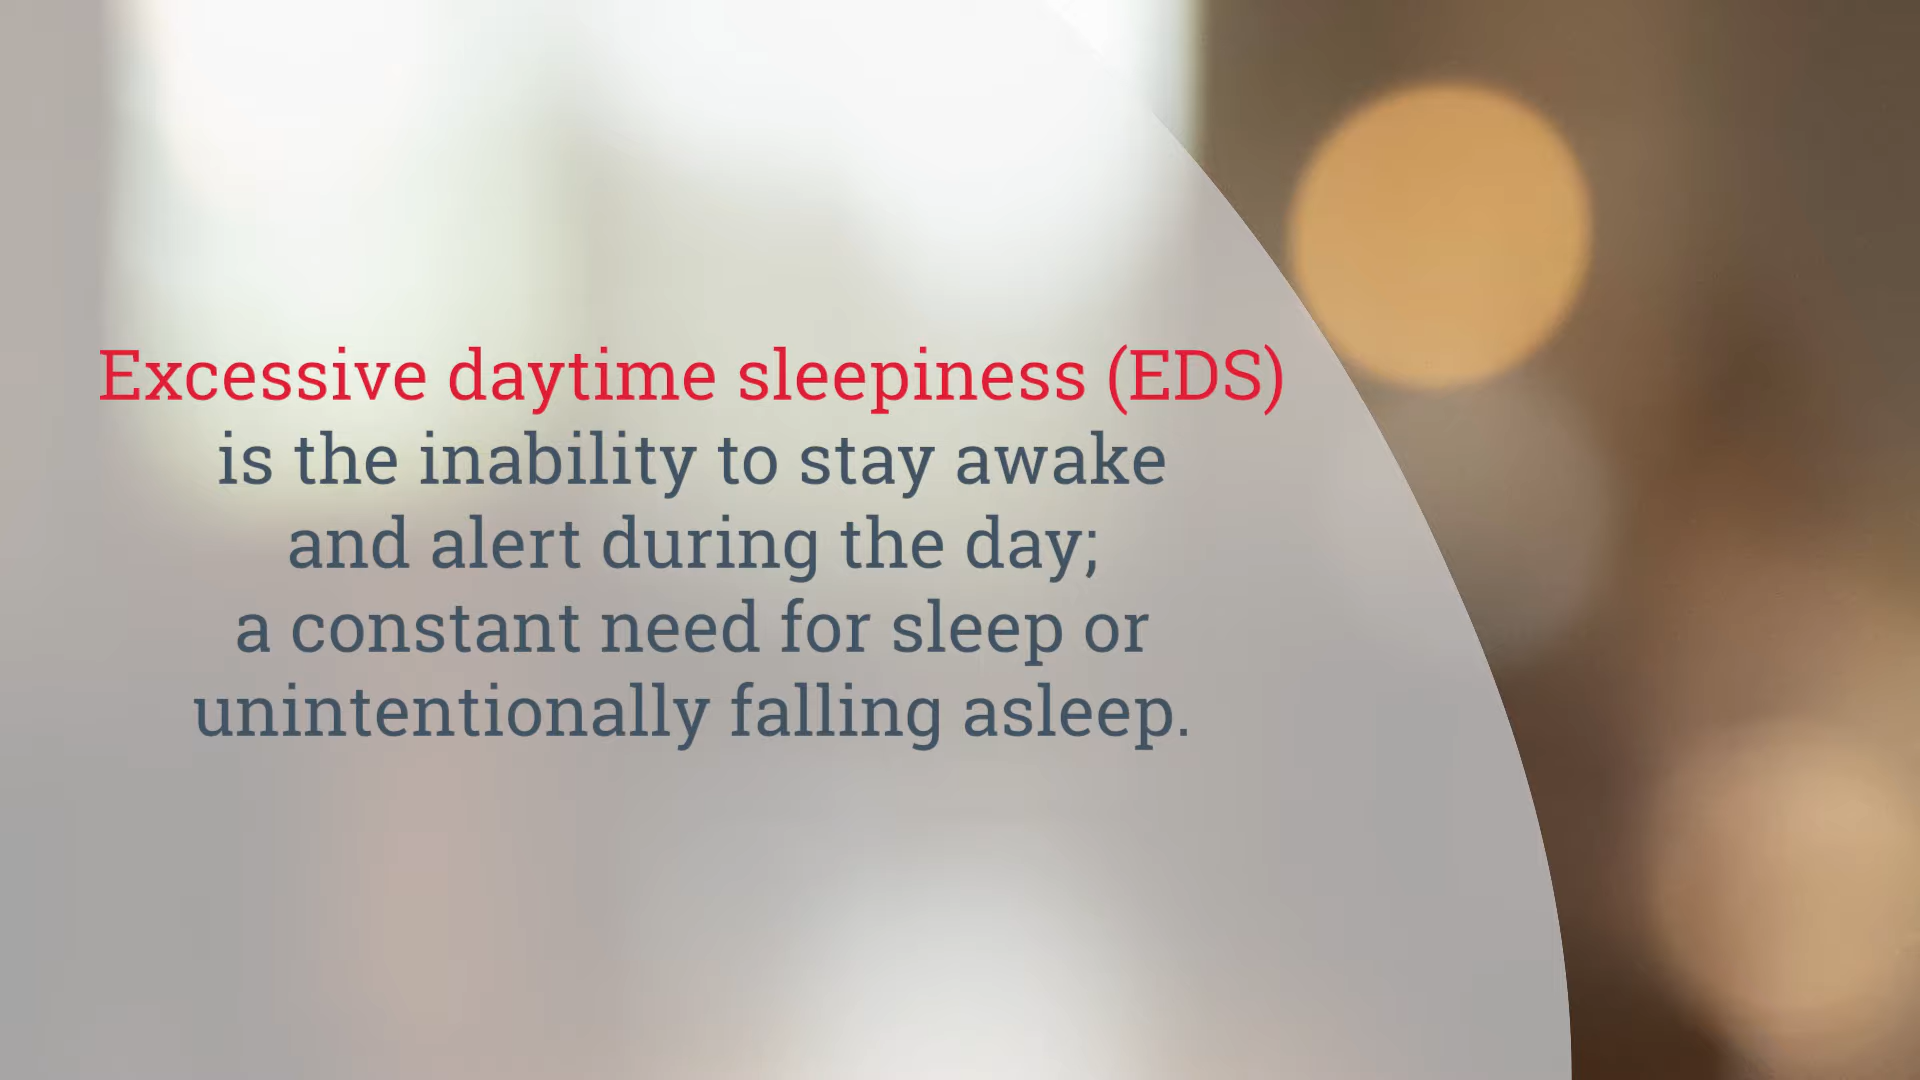 Excessive daytime sleepiness (EDS)
is the inability to stay awake
and alert during the day;
a constant need for sleep or
unintentionally falling asleep.